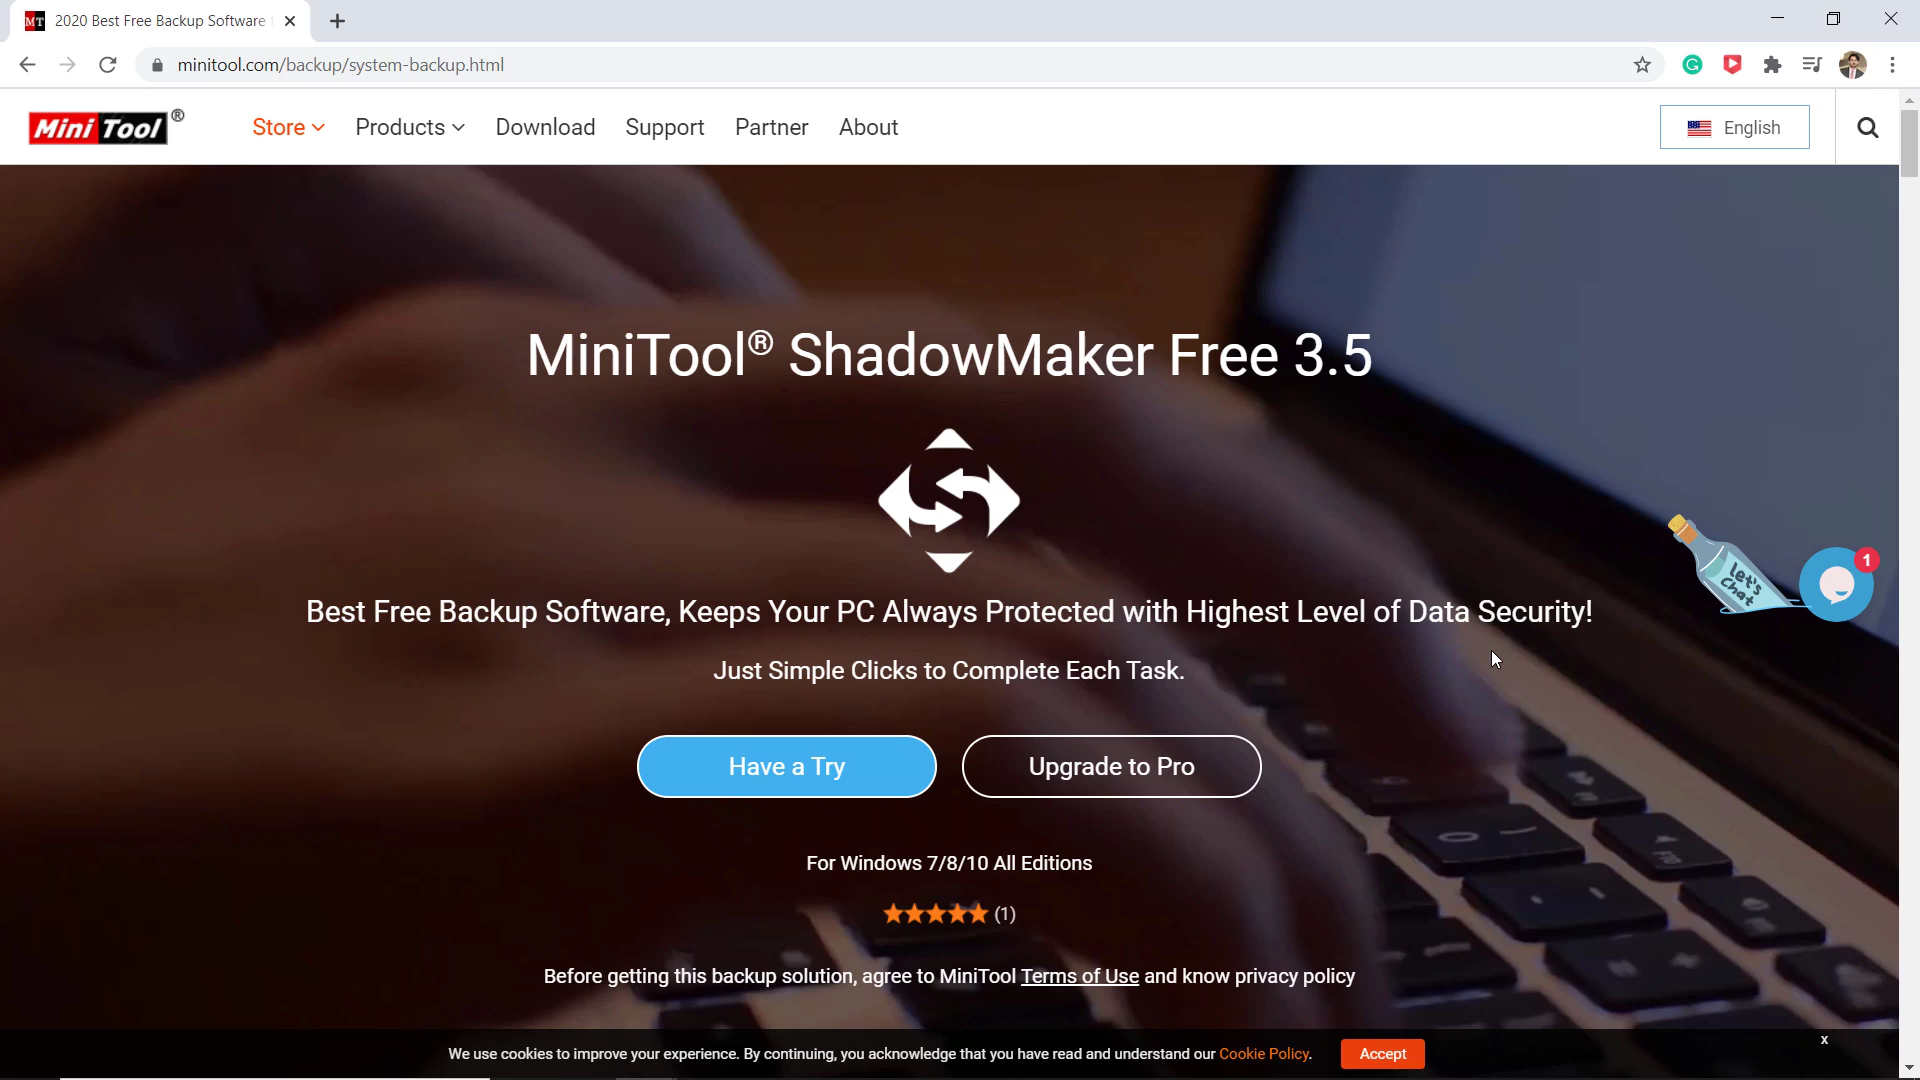 MT 2020 Best Free Backup Software
minitool.com/backup/system-backup.html
Mini Tool®
Store
Products
Download
Support
Partner
About
English
MiniTool® ShadowMaker Free 3.5
Best Free Backup Software, Keeps Your PC Always Protected with Highest Level of Data Security!
let's
chat
1
Just Simple Clicks to Complete Each Task.
Have a Try
Upgrade to Pro
For Windows 7/8/10 All Editions
(1)
Before getting this backup solution, agree to MiniTool Terms of Use and know privacy policy
We use cookies to improve your experience. By continuing, you acknowledge that you have read and understand our Cookie Policy.
Accept
x